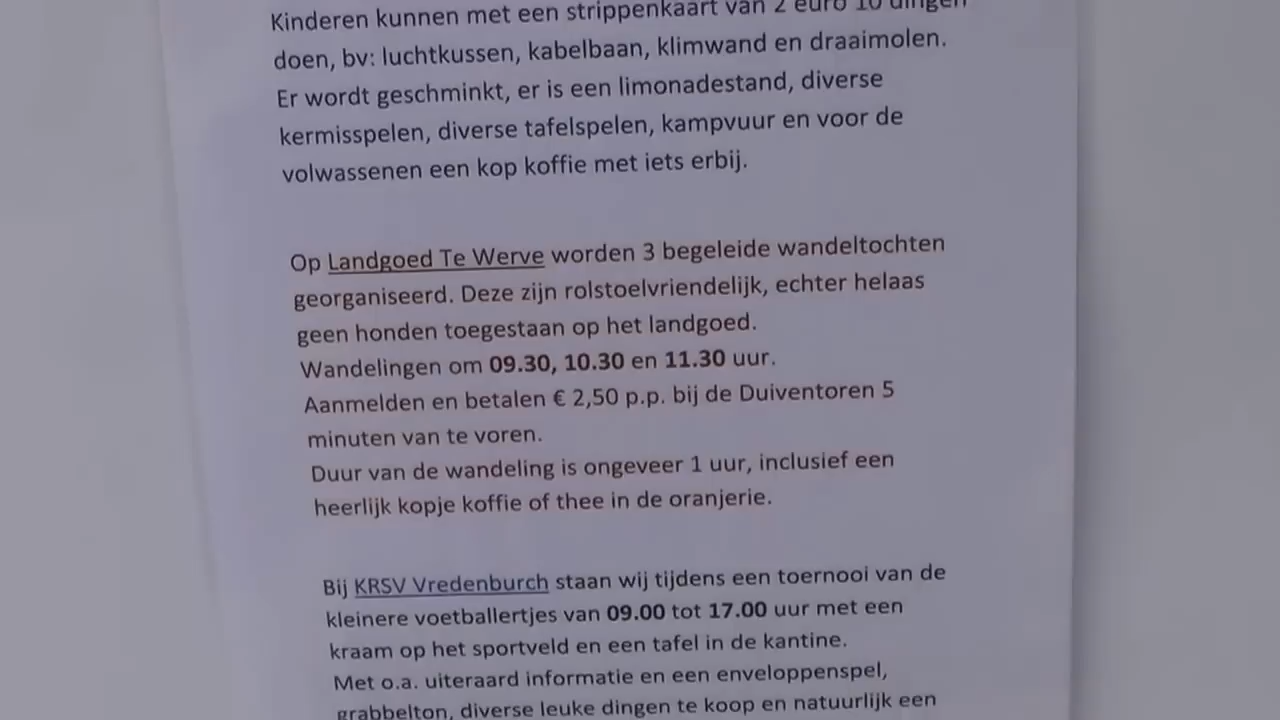 Kinderen kunnen met een strippenkaart van 2 euro 10 dingen
doen, bv: luchtkussen, kabelbaan, klimwand en draaimolen.
Er wordt geschminkt, er is een limonadestand, diverse
kermisspelen, diverse tafelspelen, kampvuur en voor de
volwassenen een kop koffie met iets erbij.
Op Landgoed Te Werve worden 3 begeleide wandeltochten
georganiseerd. Deze zijn rolstoelvriendelijk, echter helaas
geen honden toegestaan op het landgoed.
Wandelingen om 09.30, 10.30 en 11.30 uur.
Aanmelden en betalen € 2,50 p.p. bij de Duiventoren 5
minuten van te voren.
Duur van de wandeling is ongeveer 1 uur, inclusief een
heerlijk kopje koffie of thee in de oranjerie.
Bij KRSV Vredenburch staan wij tijdens een toernooi van de
kleinere voetballertjes van 09.00 tot 17.00 uur met een
kraam op het sportveld en een tafel in de kantine.
Met o.a. uiteraard informatie en een enveloppenspel,
grabbelton, diverse leuke dingen te koop en natuurlijk een